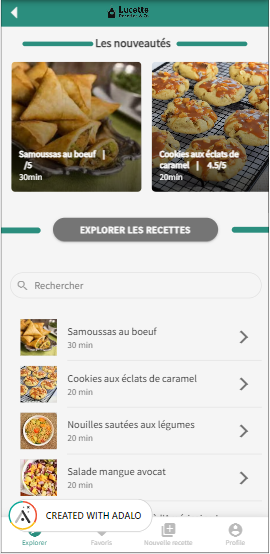 Lucette
Les nouveautés
Samoussas au boeuf |
/5
30min
Cookies aux éclats de
caramel | 4.5/5
20min
EXPLORER LES RECETTES
Rechercher
Samoussas au boeuf
30 min
Cookies aux éclats de caramel
20 min
Nouilles sautées aux légumes
20 min
Salade mangue avocat
20 min
CREATED WITH ADALO
Explorer
Favoris
Nouvelle recette
Profile